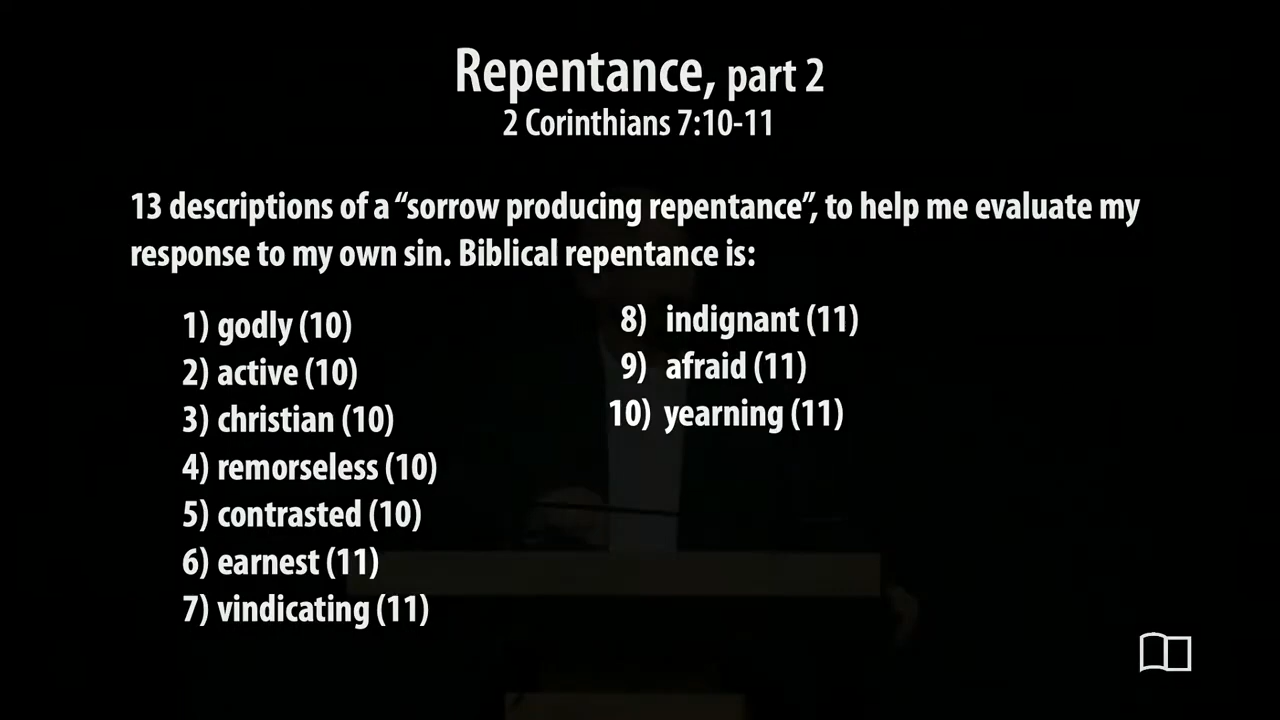 Repentance, part 2
2 Corinthians 7:10-11
13 descriptions of a “sorrow producing repentance”, to help me evaluate my
response to my own sin. Biblical repentance is:
1) godly (10)
2) active (10)
3) christian (10)
4) remorseless (10)
5) contrasted (10)
6) earnest (11)
7) vindicating (11)
8) indignant (11)
9) afraid (11)
10) yearning (11)